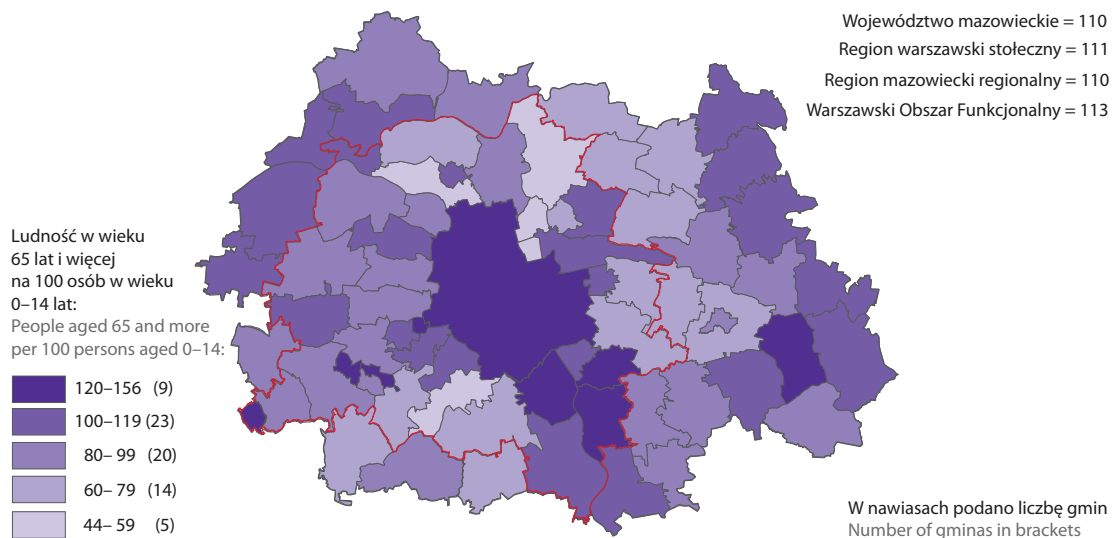 Województwo mazowieckie = 110
Region warszawski stołeczny = 111
Region mazowiecki regionalny = 110
Warszawski Obszar Funkcjonalny = 113
Ludność w wieku
65 lat i więcej
na 100 osób w wieku
0–14 lat:
People aged 65 and more
per 100 persons aged 0–14:
120–156 (9)
100–119 (23)
80– 99 (20)
60– 79 (14)
44– 59 (5)
W nawiasach podano liczbę gmin
Number of gminas in brackets